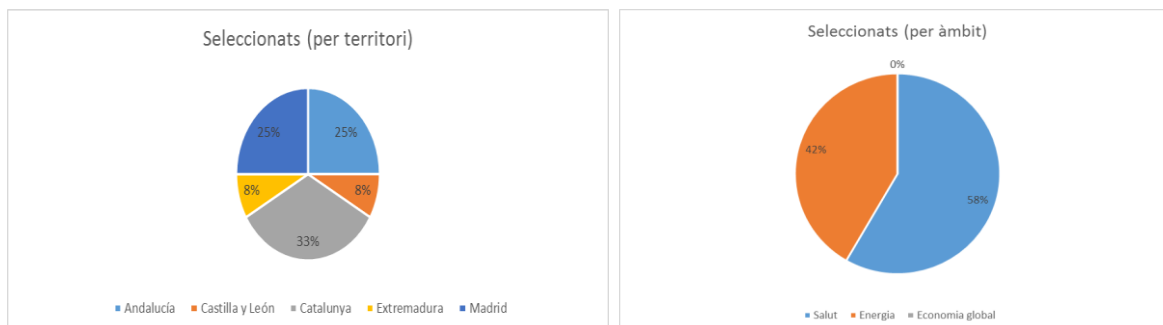 Seleccionats (per territori)
25%
25%
8%
8%
33%
Andalucía Castilla y León Catalunya Extremadura Madrid
Seleccionats (per àmbit)
0%
42%
58%
Salut Energia Economia global